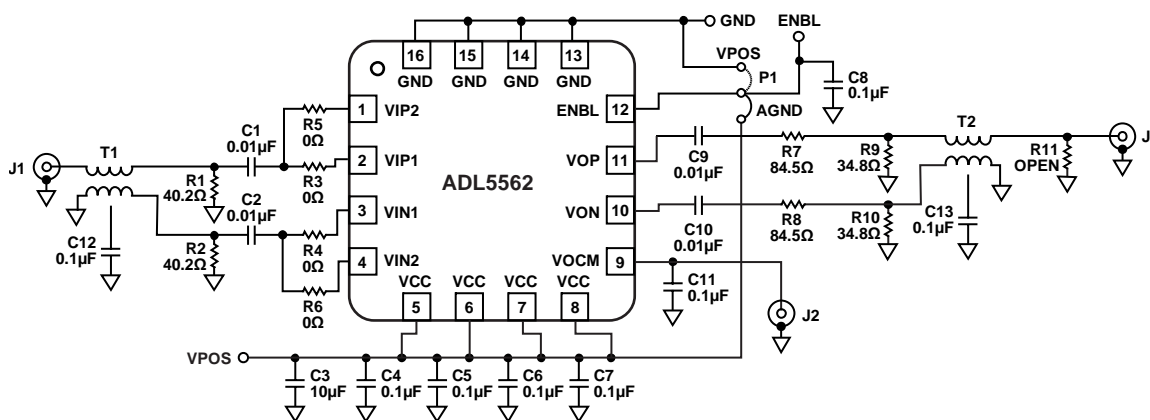 GND
ENBL
VPOS
P1
AGND
C8
0.1µF
16
15
14
13
GND
GND
GND
GND
ADL5562
1
VIP2
2
VIP1
3
VIN1
4
VIN2
ENBL
12
VOP
11
VON
10
VOCM
9
VCC
VCC
VCC
VCC
5
6
7
8
J1
T1
C12
0.1µF
R1
40.2Ω
R2
40.2Ω
C1
0.01µF
C2
0.01µF
R5
0Ω
R3
0Ω
R4
0Ω
R6
0Ω
C9
0.01µF
C10
0.01µF
R7
84.5Ω
R8
84.5Ω
R9
34.8Ω
R10
34.8Ω
T2
C13
0.1µF
R11
OPEN
J
C11
0.1µF
J2
VPOS
C3
10µF
C4
0.1µF
C5
0.1µF
C6
0.1µF
C7
0.1µF